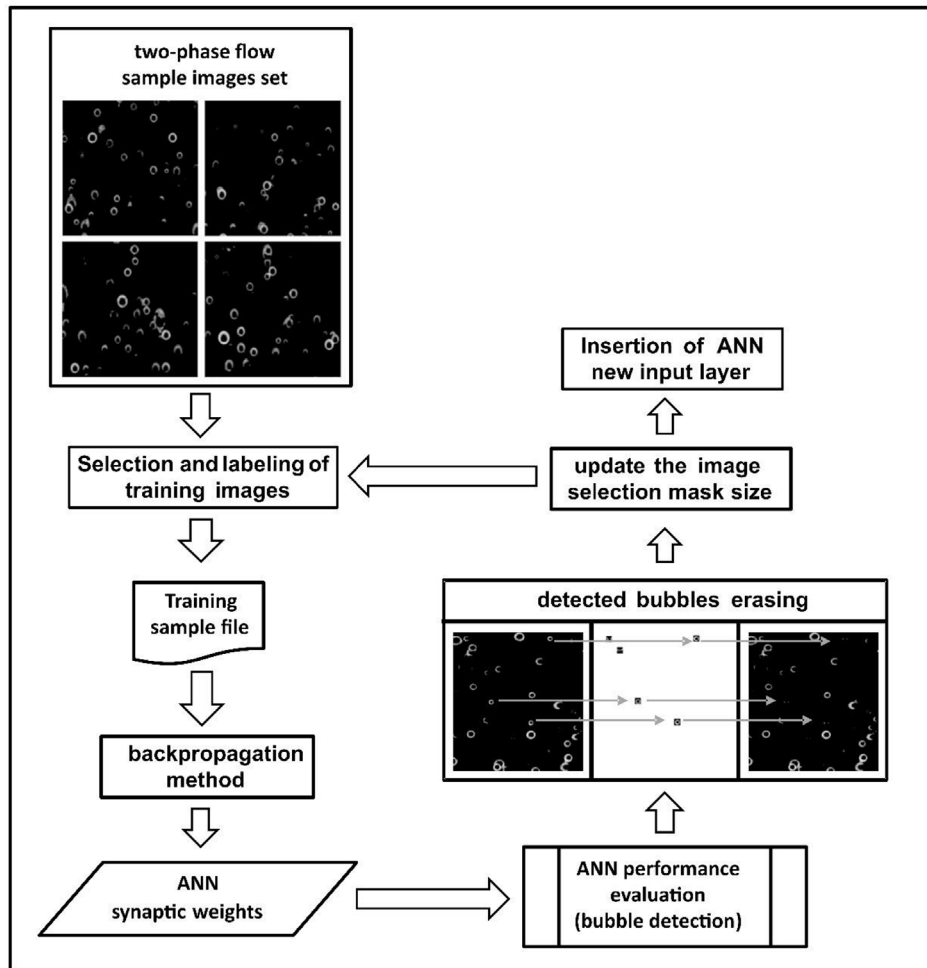 two-phase flow
sample images set
Selection and labeling of
training images
Training
sample file
backpropagation
method
ANN
synaptic weights
ANN performance
evaluation
(bubble detection)
detected bubbles erasing
update the image
selection mask size
Insertion of ANN
new input layer